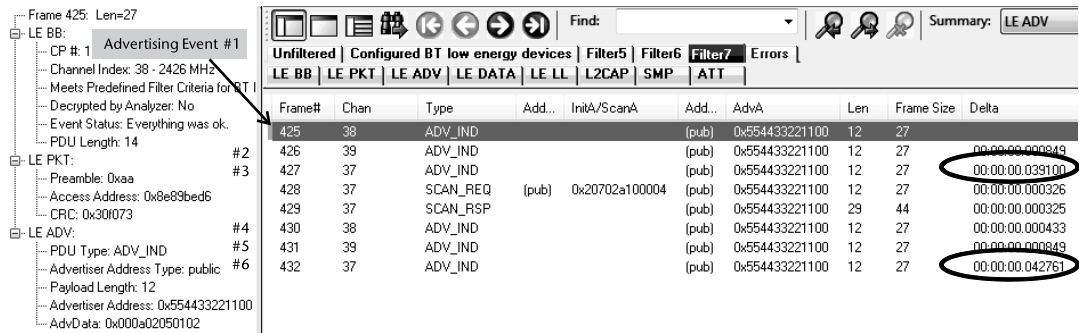 Frame 425: Len=27
LE BB:
CP #: 1
Channel Index: 38 - 2426 MHz
Meets Predefined Filter Criteria for BT l
Decrypted by Analyzer: No
Event Status: Everything was ok.
PDU Length: 14
LE PKT:
Preamble: 0xaa
Access Address: 0x8e89bed6
CRC: 0x30f073
LE ADV:
PDU Type: ADV_IND
Advertiser Address Type: public
Payload Length: 12
Advertiser Address: 0x554433221100
AdvData: 0x000a02050102
Advertising Event #1
#2
#3
#4
#5
#6
Find:
Summary: LE ADV
Unfiltered Configured BT low energy devices Filter5 Filter6 Filter7 Errors
LE BB LE PKT LE ADV LE DATA LE LL L2CAP SMP ATT
Frame# Chan Type Add... InitA/ScanA Add... AdvA Len Frame Size Delta
425 38 ADV_IND (pub) 0x554433221100 12 27
426 39 ADV_IND (pub) 0x554433221100 12 27 00:00:00.000849
427 37 ADV_IND (pub) 0x554433221100 12 27 00:00:00.039100
428 37 SCAN_REQ (pub) 0x20702a100004 (pub) 0x554433221100 12 27 00:00:00.000326
429 37 SCAN_RSP (pub) 0x554433221100 29 44 00:00:00.000325
430 38 ADV_IND (pub) 0x554433221100 12 27 00:00:00.000433
431 39 ADV_IND (pub) 0x554433221100 12 27 00:00:00.000849
432 37 ADV_IND (pub) 0x554433221100 12 27 00:00:00.042761